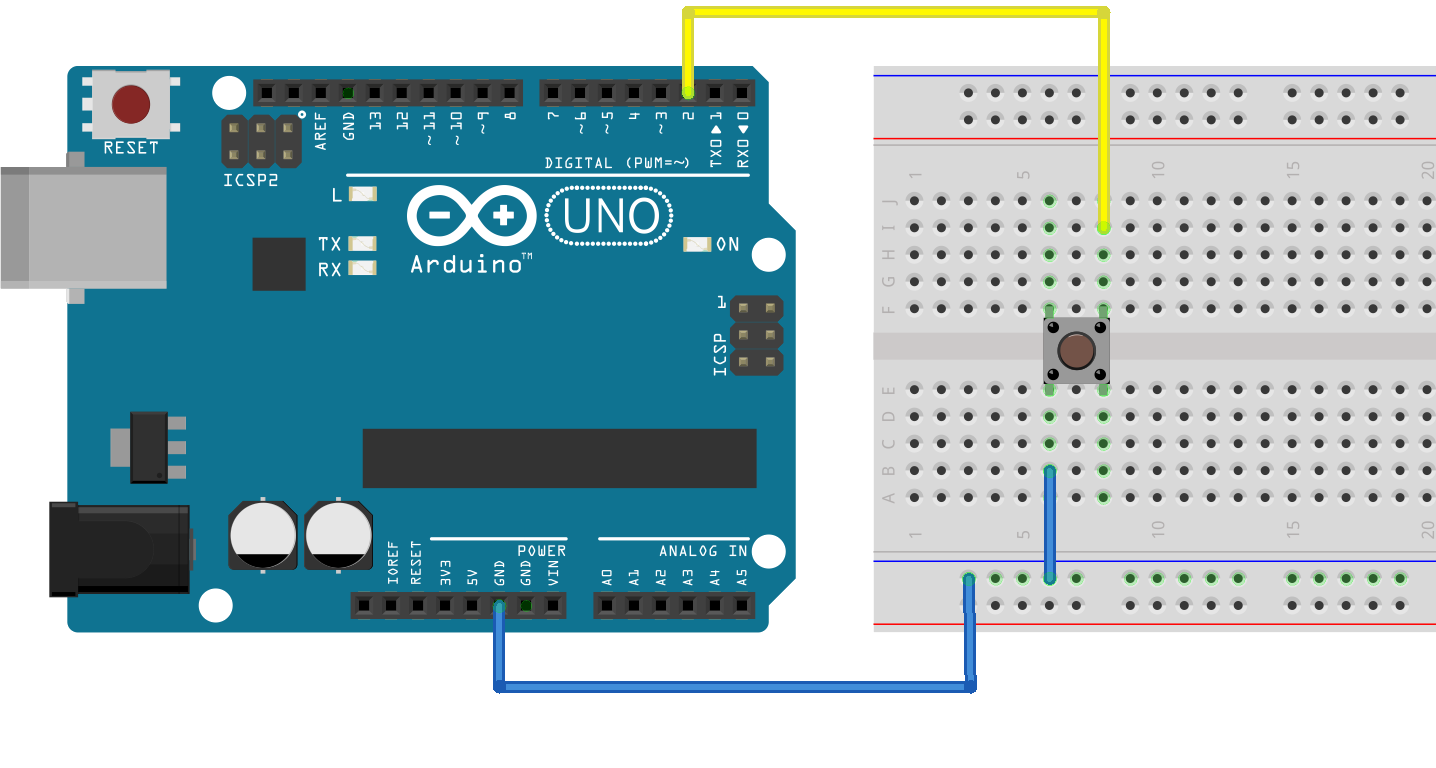 RESET
ICSP2
AREF
GND
13
12
~11
~10
~9
8
7
~6
~5
4
~3
2
TX0▶1
RX0◀0
DIGITAL (PWM=~)
L
TX
RX
UNO
Arduino™
ON
1
ICSP
IOREF
RESET
3V3
5V
GND
GND
VIN
POWER
ANALOG IN
A0
A1
A2
A3
A4
A5
1 5 10 15 20
J
I
H
G
F
E
D
C
B
A
1 5 10 15 20